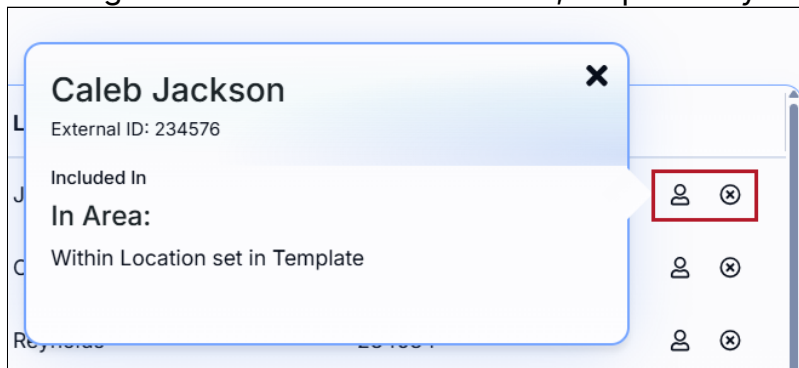 Caleb Jackson
External ID: 234576
Included In
In Area:
Within Location set in Template